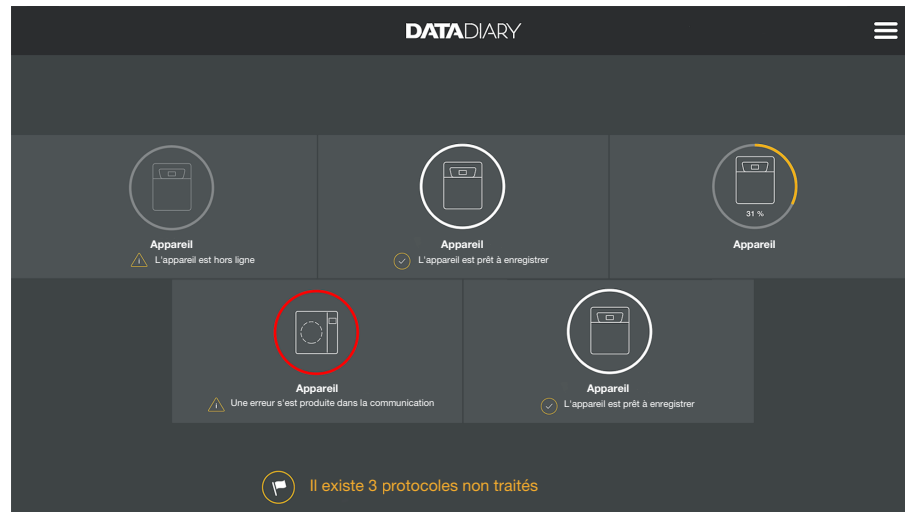 DATADIARY
Appareil
L'appareil est hors ligne
Appareil
L'appareil est prêt à enregistrer
31 %
Appareil
Appareil
Une erreur s'est produite dans la communication
Appareil
L'appareil est prêt à enregistrer
Il existe 3 protocoles non traités